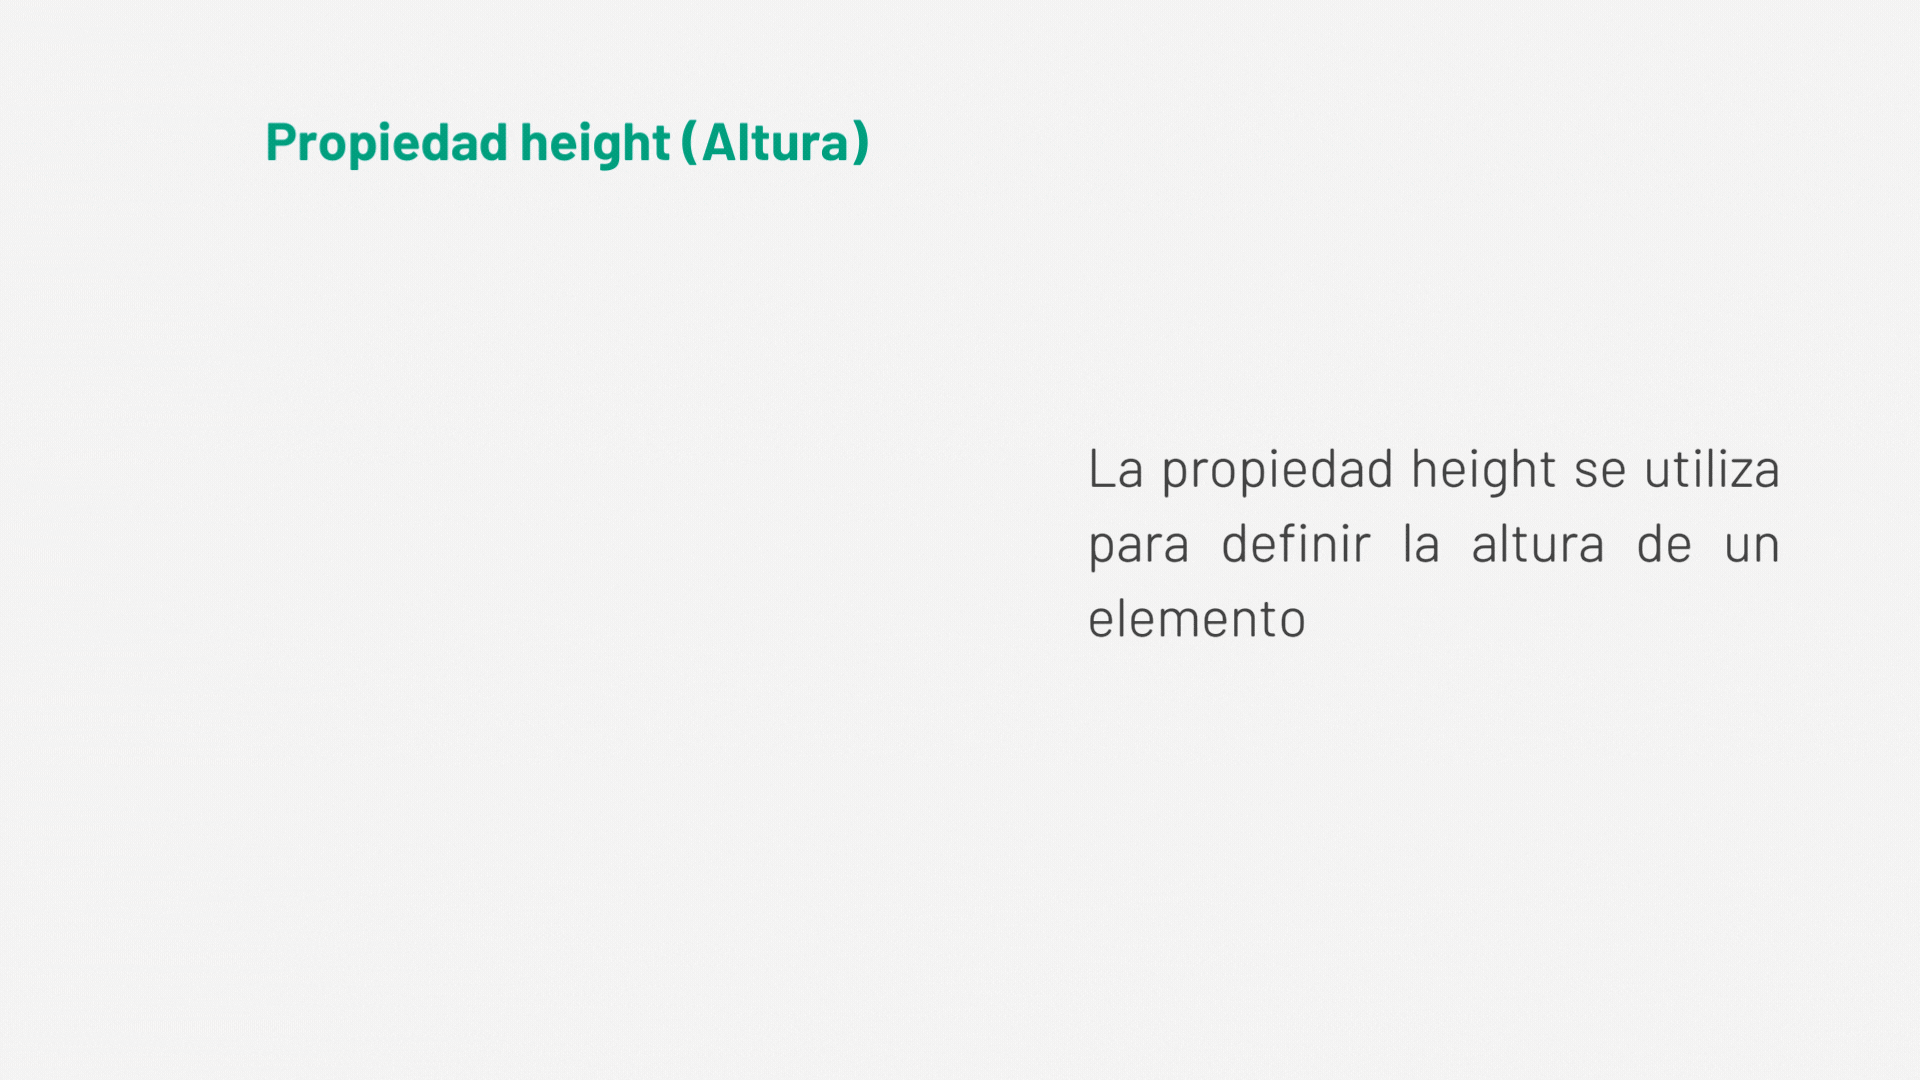 Propiedad height (Altura)
La propiedad height se utiliza
para definir la altura de un
elemento